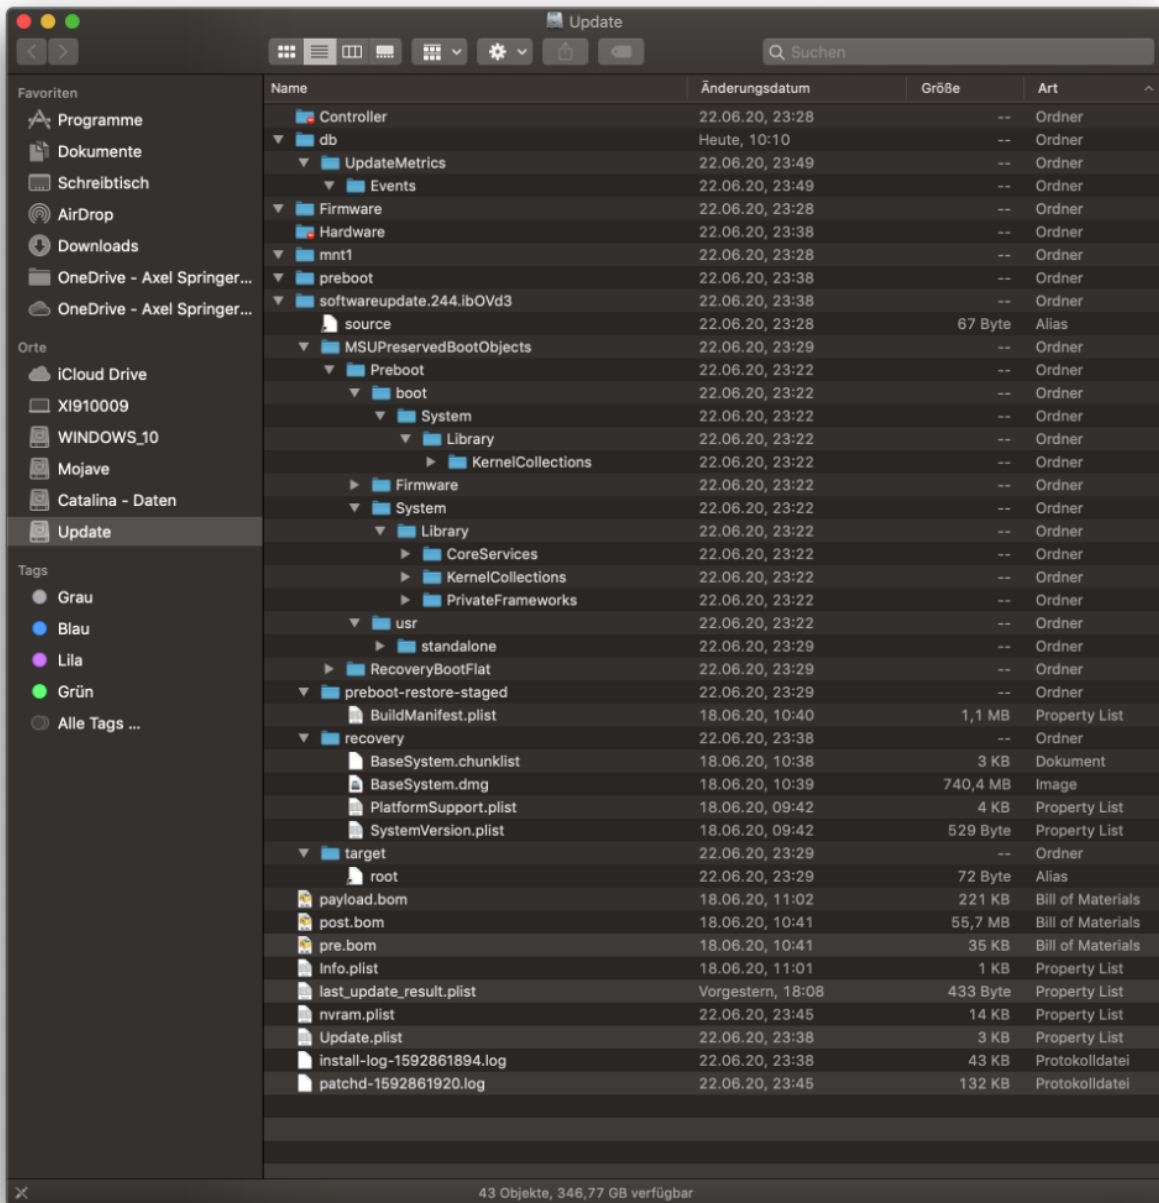 Update
Suchen
Favoriten
Programme
Dokumente
Schreibtisch
AirDrop
Downloads
OneDrive - Axel Springer...
OneDrive - Axel Springer...
Orte
iCloud Drive
XI910009
WINDOWS_10
Mojave
Catalina - Daten
Update
Tags
Grau
Blau
Lila
Grün
Alle Tags ...
Name Änderungsdatum Größe Art
Controller 22.06.20, 23:28 -- Ordner
db Heute, 10:10 -- Ordner
UpdateMetrics 22.06.20, 23:49 -- Ordner
Events 22.06.20, 23:49 -- Ordner
Firmware 22.06.20, 23:28 -- Ordner
Hardware 22.06.20, 23:38 -- Ordner
mnt1 22.06.20, 23:28 -- Ordner
preboot 22.06.20, 23:38 -- Ordner
softwareupdate.244.ibOVd3 22.06.20, 23:38 -- Ordner
source 22.06.20, 23:28 67 Byte Alias
MSUPreservedBootObjects 22.06.20, 23:29 -- Ordner
Preboot 22.06.20, 23:22 -- Ordner
boot 22.06.20, 23:22 -- Ordner
System 22.06.20, 23:22 -- Ordner
Library 22.06.20, 23:22 -- Ordner
KernelCollections 22.06.20, 23:22 -- Ordner
Firmware 22.06.20, 23:22 -- Ordner
System 22.06.20, 23:22 -- Ordner
Library 22.06.20, 23:22 -- Ordner
CoreServices 22.06.20, 23:22 -- Ordner
KernelCollections 22.06.20, 23:22 -- Ordner
PrivateFrameworks 22.06.20, 23:22 -- Ordner
usr 22.06.20, 23:22 -- Ordner
standalone 22.06.20, 23:29 -- Ordner
RecoveryBootFlat 22.06.20, 23:29 -- Ordner
preboot-restore-staged 22.06.20, 23:29 -- Ordner
BuildManifest.plist 18.06.20, 10:40 1,1 MB Property List
recovery 22.06.20, 23:38 -- Ordner
BaseSystem.chunklist 18.06.20, 10:38 3 KB Dokument
BaseSystem.dmg 18.06.20, 10:39 740,4 MB Image
PlatformSupport.plist 18.06.20, 09:42 4 KB Property List
SystemVersion.plist 18.06.20, 09:42 529 Byte Property List
target 22.06.20, 23:29 -- Ordner
root 22.06.20, 23:29 72 Byte Alias
payload.bom 18.06.20, 11:02 221 KB Bill of Materials
post.bom 18.06.20, 10:41 55,7 MB Bill of Materials
pre.bom 18.06.20, 10:41 35 KB Bill of Materials
Info.plist 18.06.20, 11:01 1 KB Property List
last_update_result.plist Vorgestern, 18:08 433 Byte Property List
nvram.plist 22.06.20, 23:45 14 KB Property List
Update.plist 22.06.20, 23:38 3 KB Property List
install-log-1592861894.log 22.06.20, 23:38 43 KB Protokolldatei
patchd-1592861920.log 22.06.20, 23:45 132 KB Protokolldatei
43 Objekte, 346,77 GB verfügbar